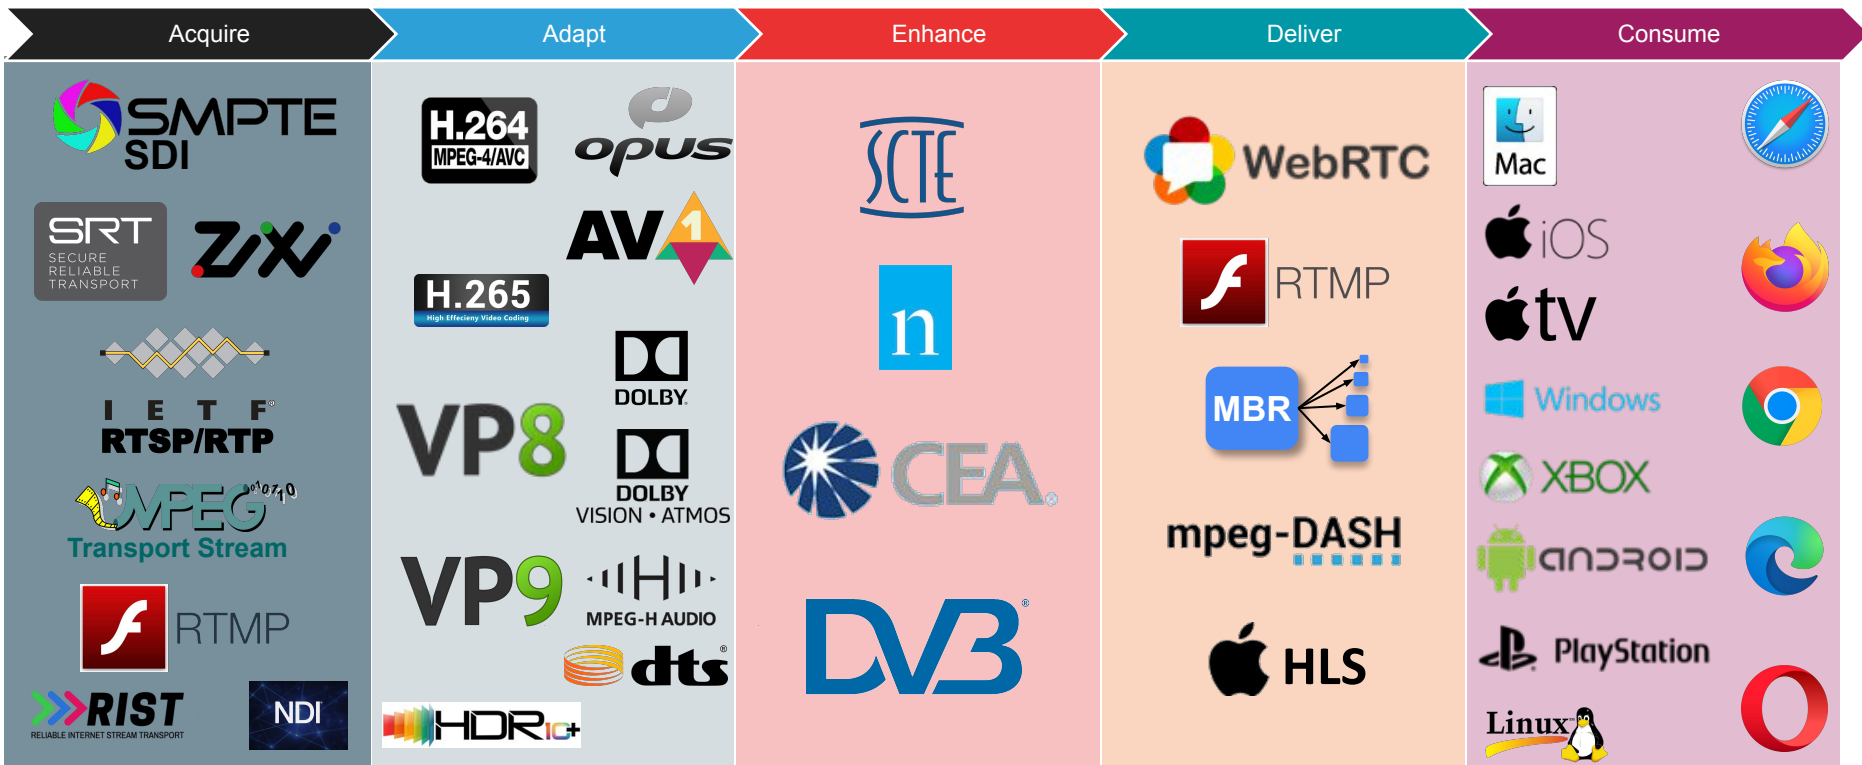 Acquire
Adapt
Enhance
Deliver
Consume
SMPTE
SDI
SRT
SECURE
RELIABLE
TRANSPORT
ZiXi
I E T F®
RTSP/RTP
MPEG
010110
Transport Stream
RTMP
RIST
RELIABLE INTERNET STREAM TRANSPORT
NDI
H.264
MPEG-4/AVC
opus
AV1
H.265
High Effecieny Video Coding
DOLBY
VP8
DOLBY
VISION • ATMOS
VP9
MPEG-H AUDIO
dts®
HDR10+
SCTE
n
CEA®
DVB®
WebRTC
RTMP
MBR
mpeg-DASH
HLS
Mac
iOS
tv
Windows
XBOX
ANDROID
PlayStation
Linux